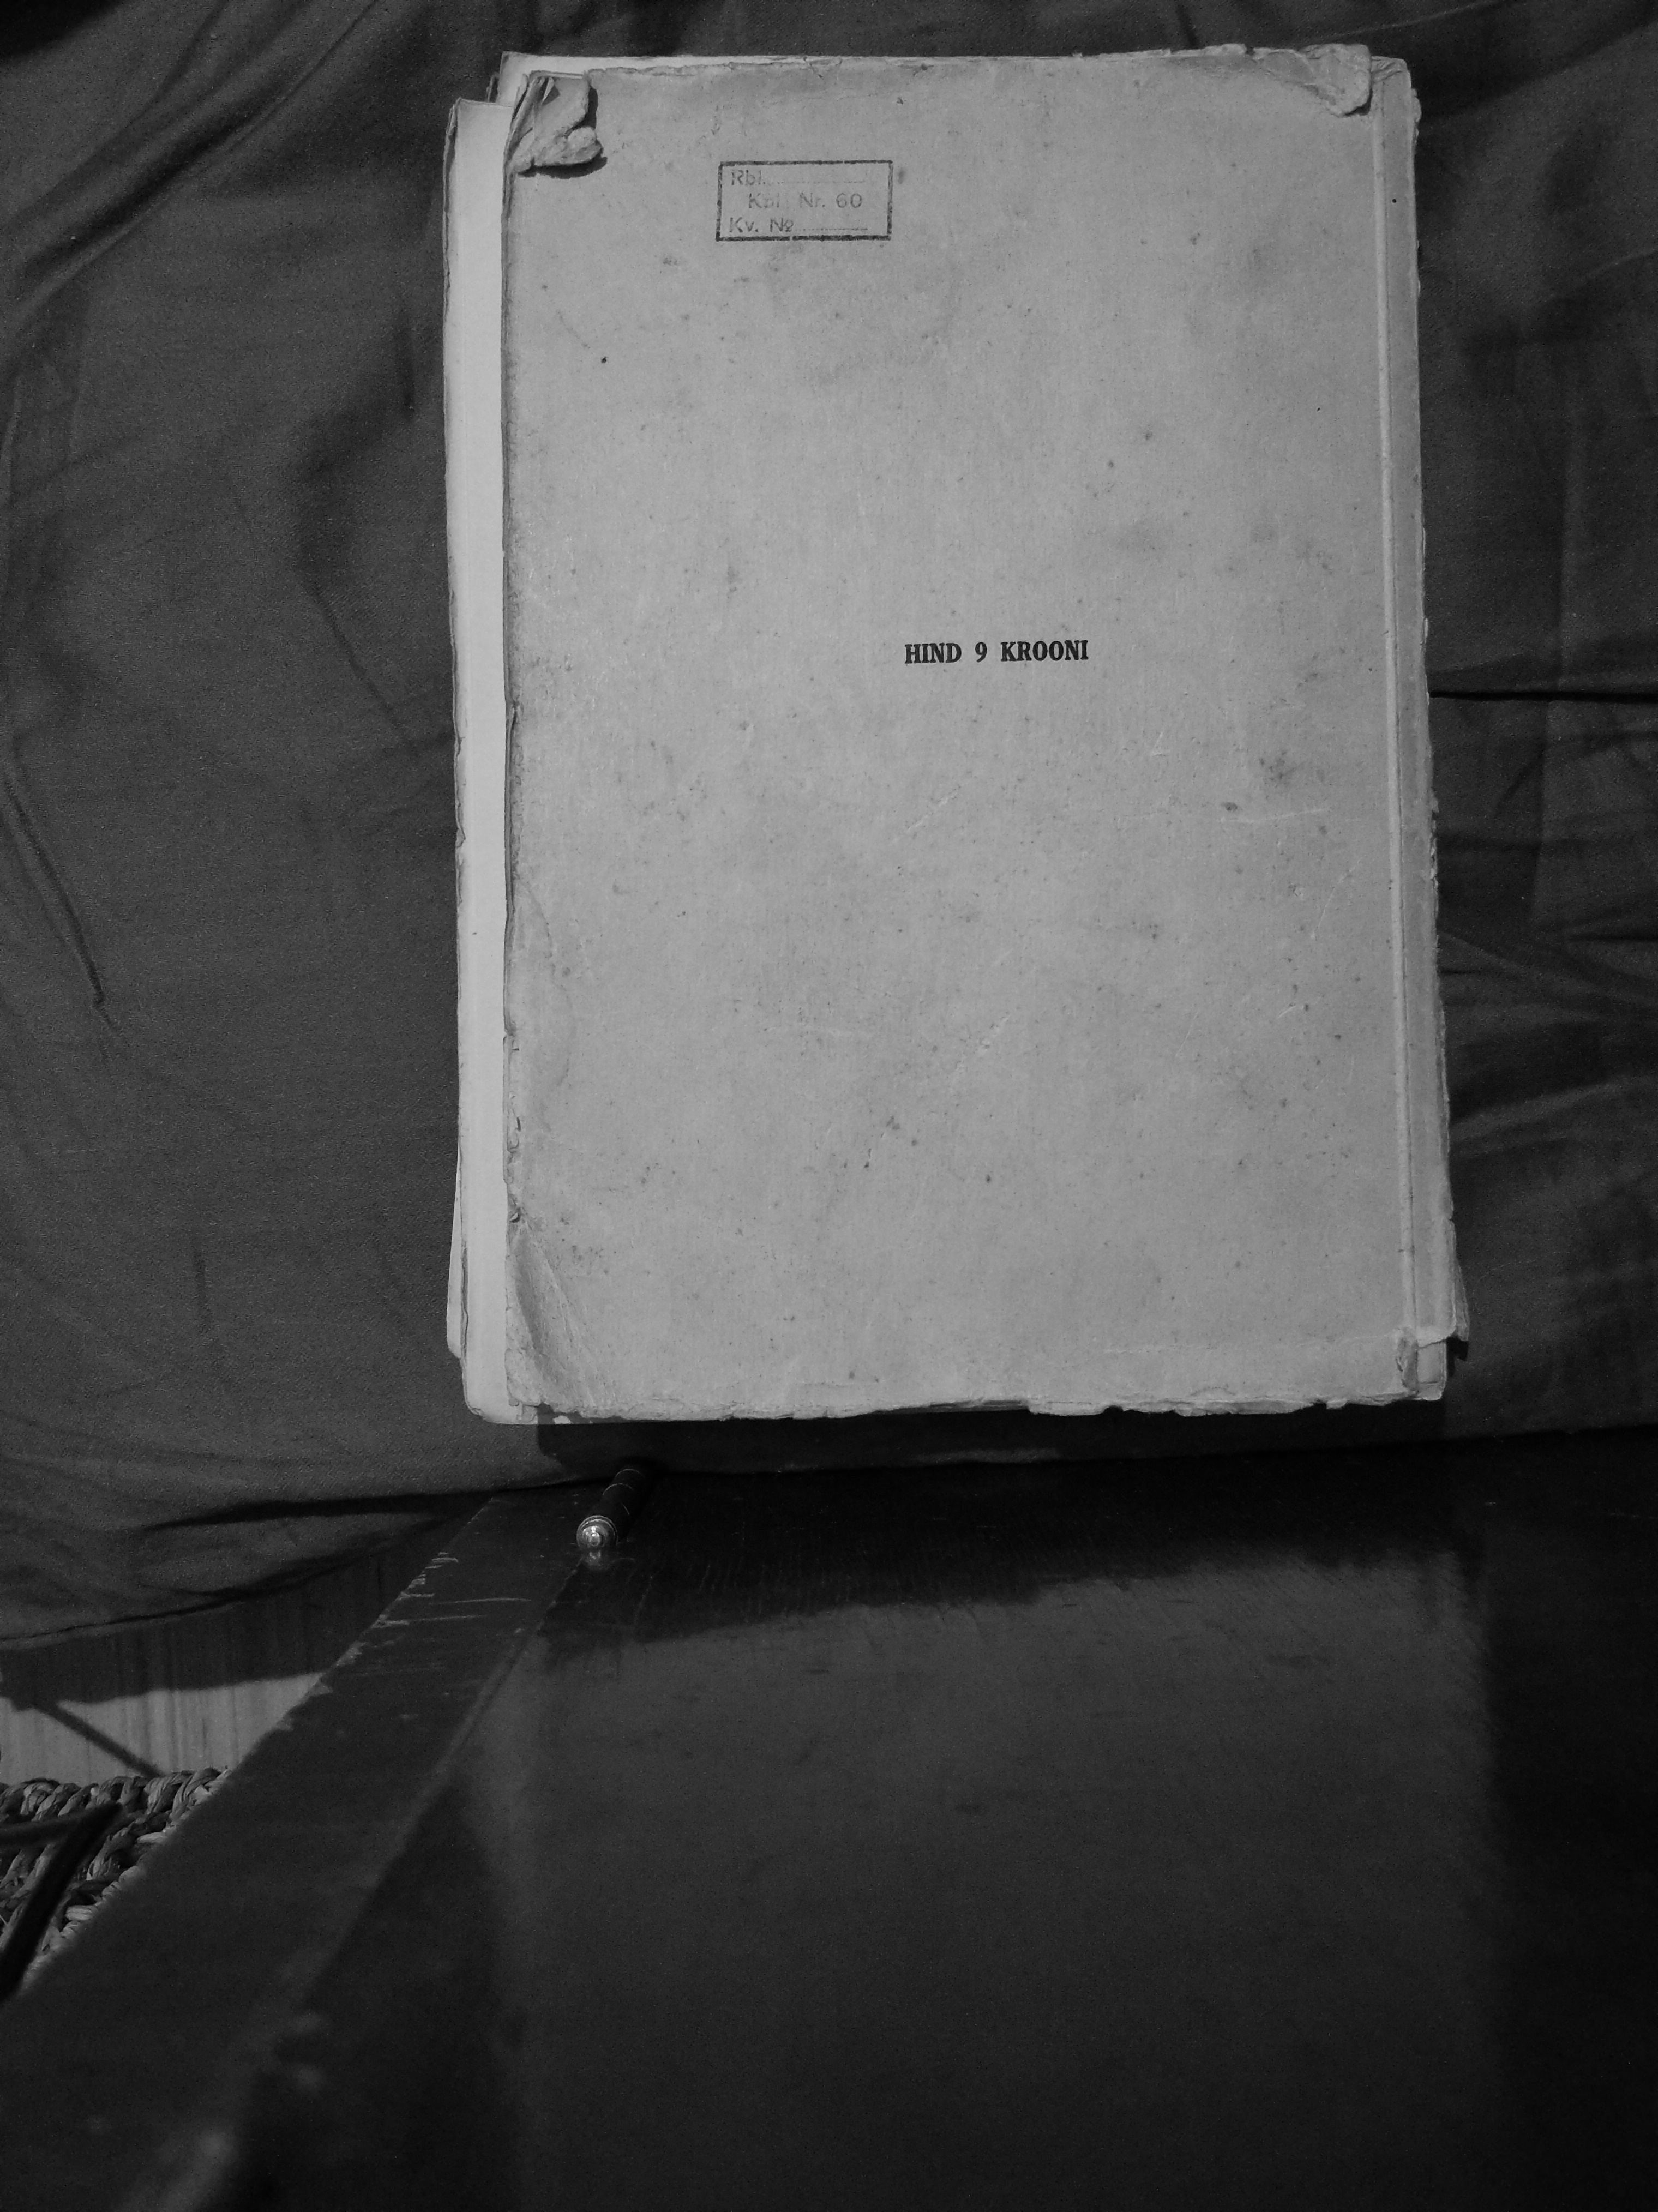 Rbl.
Kpl. Nr. 60
Kv. №
HIND 9 KROONI